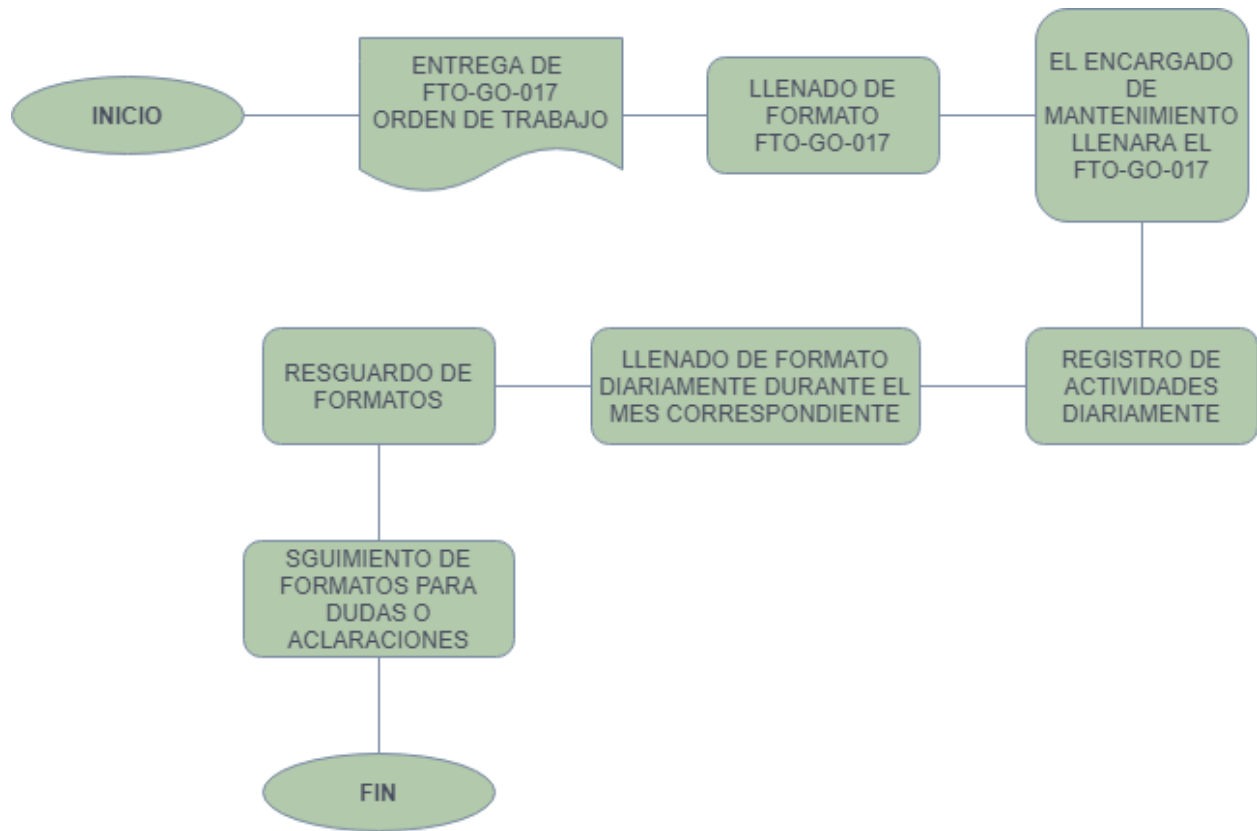 INICIO
ENTREGA DE
FTO-GO-017
ORDEN DE TRABAJO
LLENADO DE
FORMATO
FTO-GO-017
EL ENCARGADO
DE
MANTENIMIENTO
LLENARA EL
FTO-GO-017
REGISTRO DE
ACTIVIDADES
DIARIAMENTE
LLENADO DE FORMATO
DIARIAMENTE DURANTE EL
MES CORRESPONDIENTE
RESGUARDO DE
FORMATOS
SGUIMIENTO DE
FORMATOS PARA
DUDAS O
ACLARACIONES
FIN